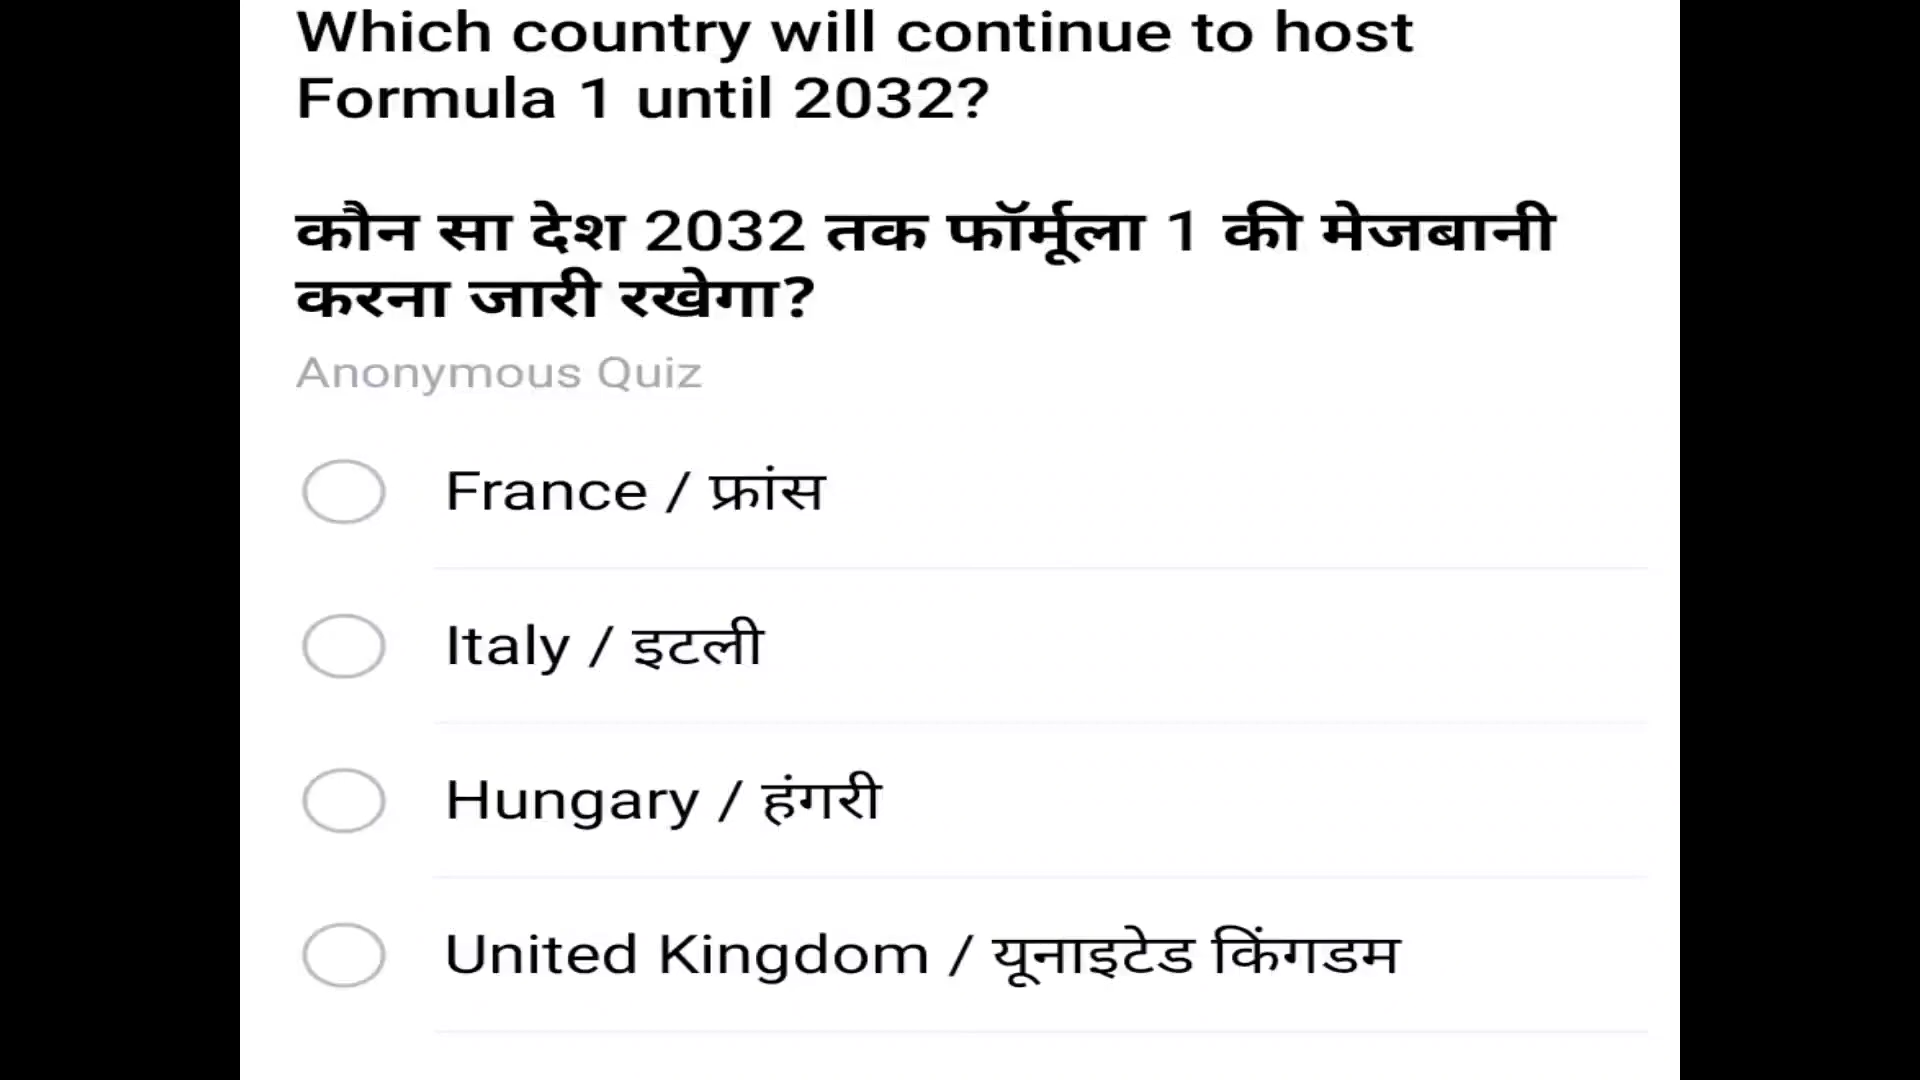 Which country will continue to host
Formula 1 until 2032?
कौन सा देश 2032 तक फॉर्मूला 1 की मेजबानी
करना जारी रखेगा?
Anonymous Quiz
France / फ्रांस
Italy / इटली
Hungary / हंगरी
United Kingdom / यूनाइटेड किंगडम